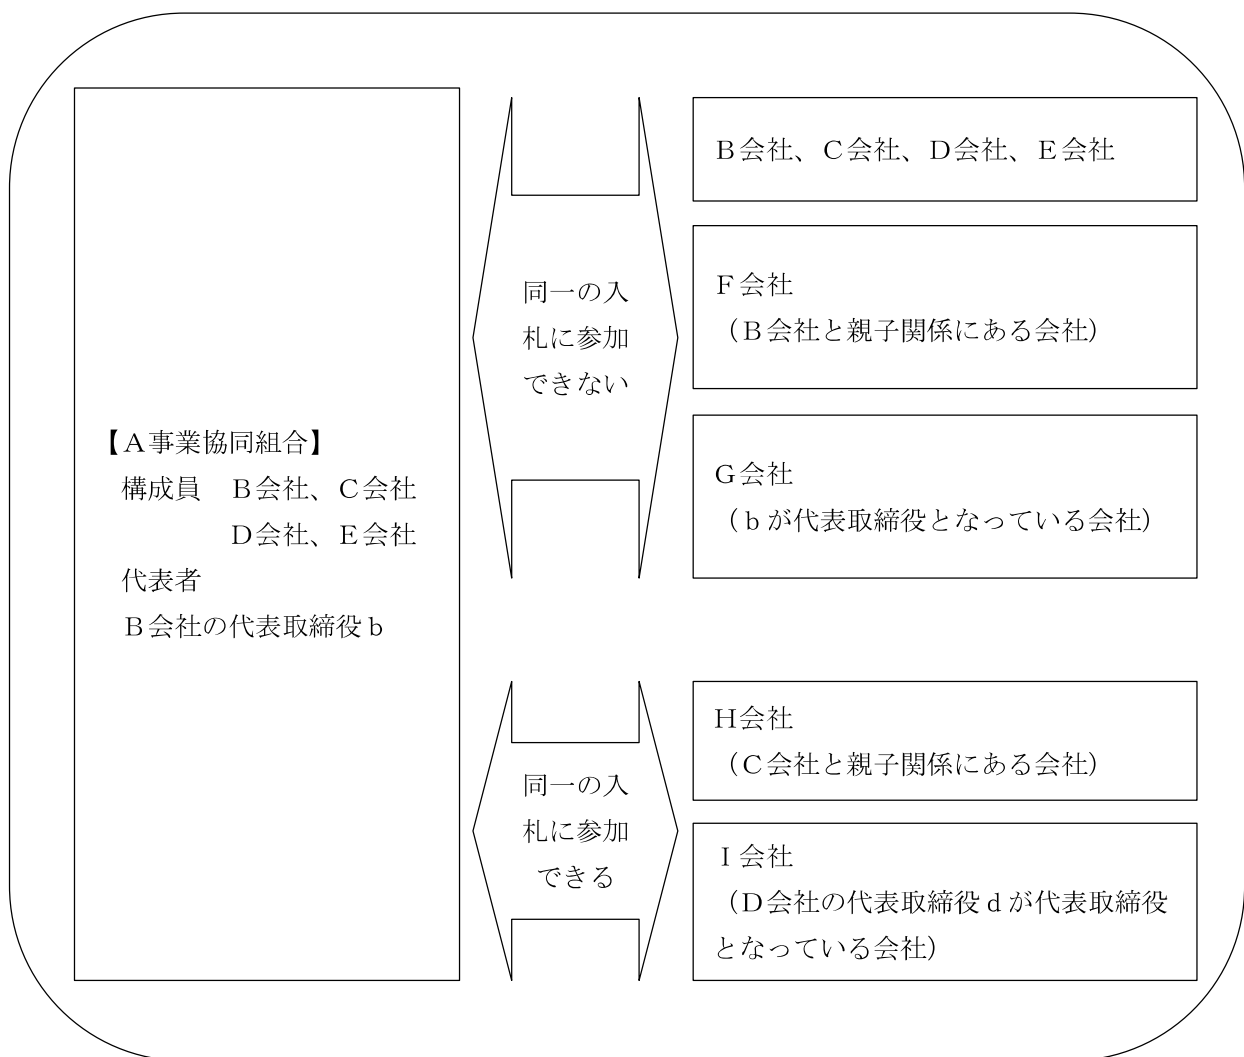 【Ａ事業協同組合】
構成員　Ｂ会社、Ｃ会社
Ｄ会社、Ｅ会社
代表者
Ｂ会社の代表取締役ｂ
同一の入
札に参加
できない
Ｂ会社、Ｃ会社、Ｄ会社、Ｅ会社
Ｆ会社
（Ｂ会社と親子関係にある会社）
Ｇ会社
（ｂが代表取締役となっている会社）
同一の入
札に参加
できる
Ｈ会社
（Ｃ会社と親子関係にある会社）
Ｉ会社
（Ｄ会社の代表取締役ｄが代表取締役
となっている会社）